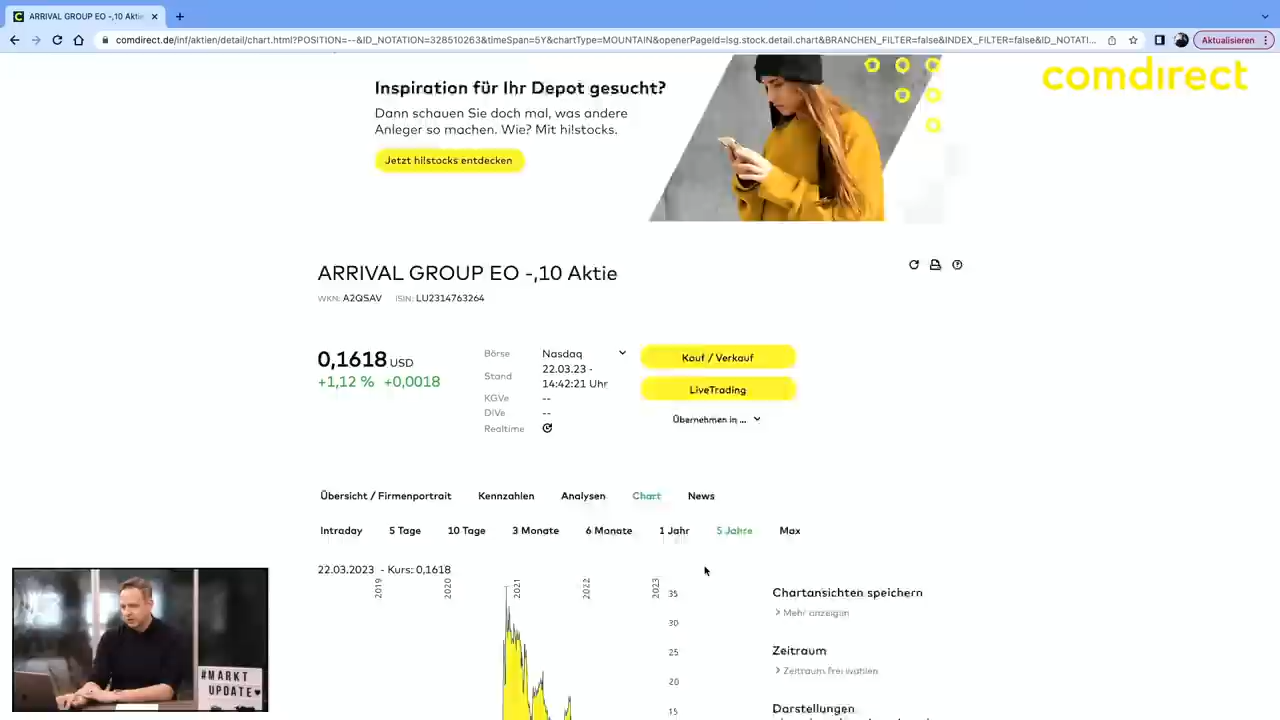 ARRIVAL GROUP EO -,10 Aktie
comdirect.de/inf/aktien/detail/chart.html?POSITION=--&ID_NOTATION=328510263&timeSpan=5Y&chartType=MOUNTAIN&openerPageId=lsg.stock.detail.chart&BRANCHEN_FILTER=false&INDEX_FILTER=false&ID_NOTATI...
Aktualisieren
comdirect
Inspiration für Ihr Depot gesucht?
Dann schauen Sie doch mal, was andere
Anleger so machen. Wie? Mit hi!stocks.
Jetzt hi!stocks entdecken
ARRIVAL GROUP EO -,10 Aktie
WKN: A2QSAV ISIN: LU2314763264
0,1618 USD
+1,12 % +0,0018
Börse Nasdaq
Stand 22.03.23 -
14:42:21 Uhr
KGVe --
DIVe --
Realtime
Kauf / Verkauf
LiveTrading
Übernehmen in ...
Übersicht / Firmenportrait Kennzahlen Analysen Chart News
Intraday 5 Tage 10 Tage 3 Monate 6 Monate 1 Jahr 5 Jahre Max
22.03.2023 - Kurs: 0,1618
2019 2020 2021 2022 2023
35
30
25
20
15
Chartansichten speichern
Mehr anzeigen
Zeitraum
Zeitraum frei wählen
Darstellungen
#MARKT
UPDATE♥